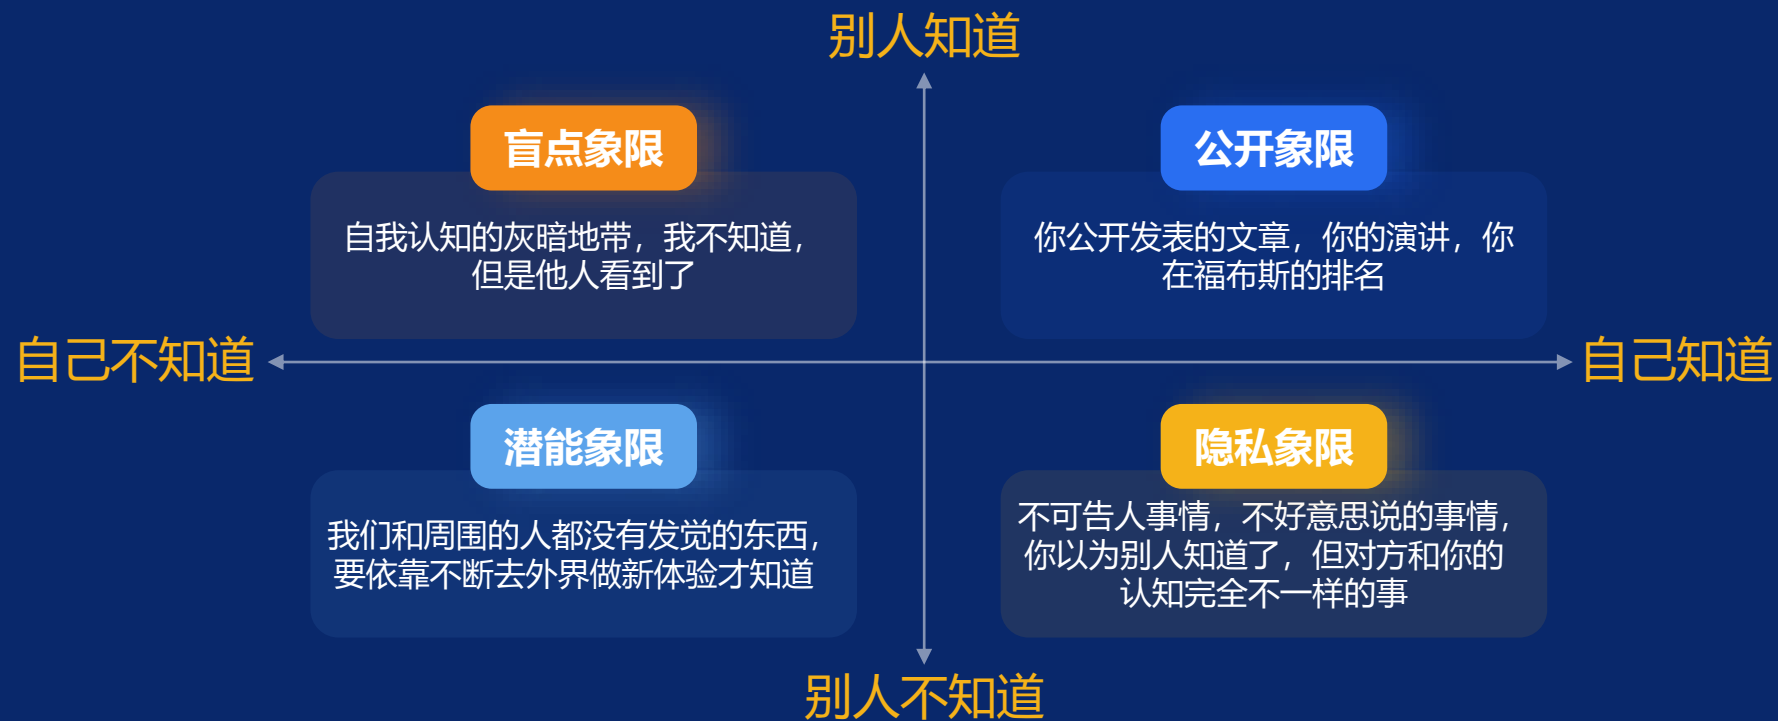 别人知道
盲点象限
自我认知的灰暗地带，我不知道，
但是他人看到了
公开象限
你公开发表的文章，你的演讲，你
在福布斯的排名
自己不知道
自己知道
潜能象限
我们和周围的人都没有发觉的东西，
要依靠不断去外界做新体验才知道
隐私象限
不可告人事情，不好意思说的事情，
你以为别人知道了，但对方和你的
认知完全不一样的事
别人不知道